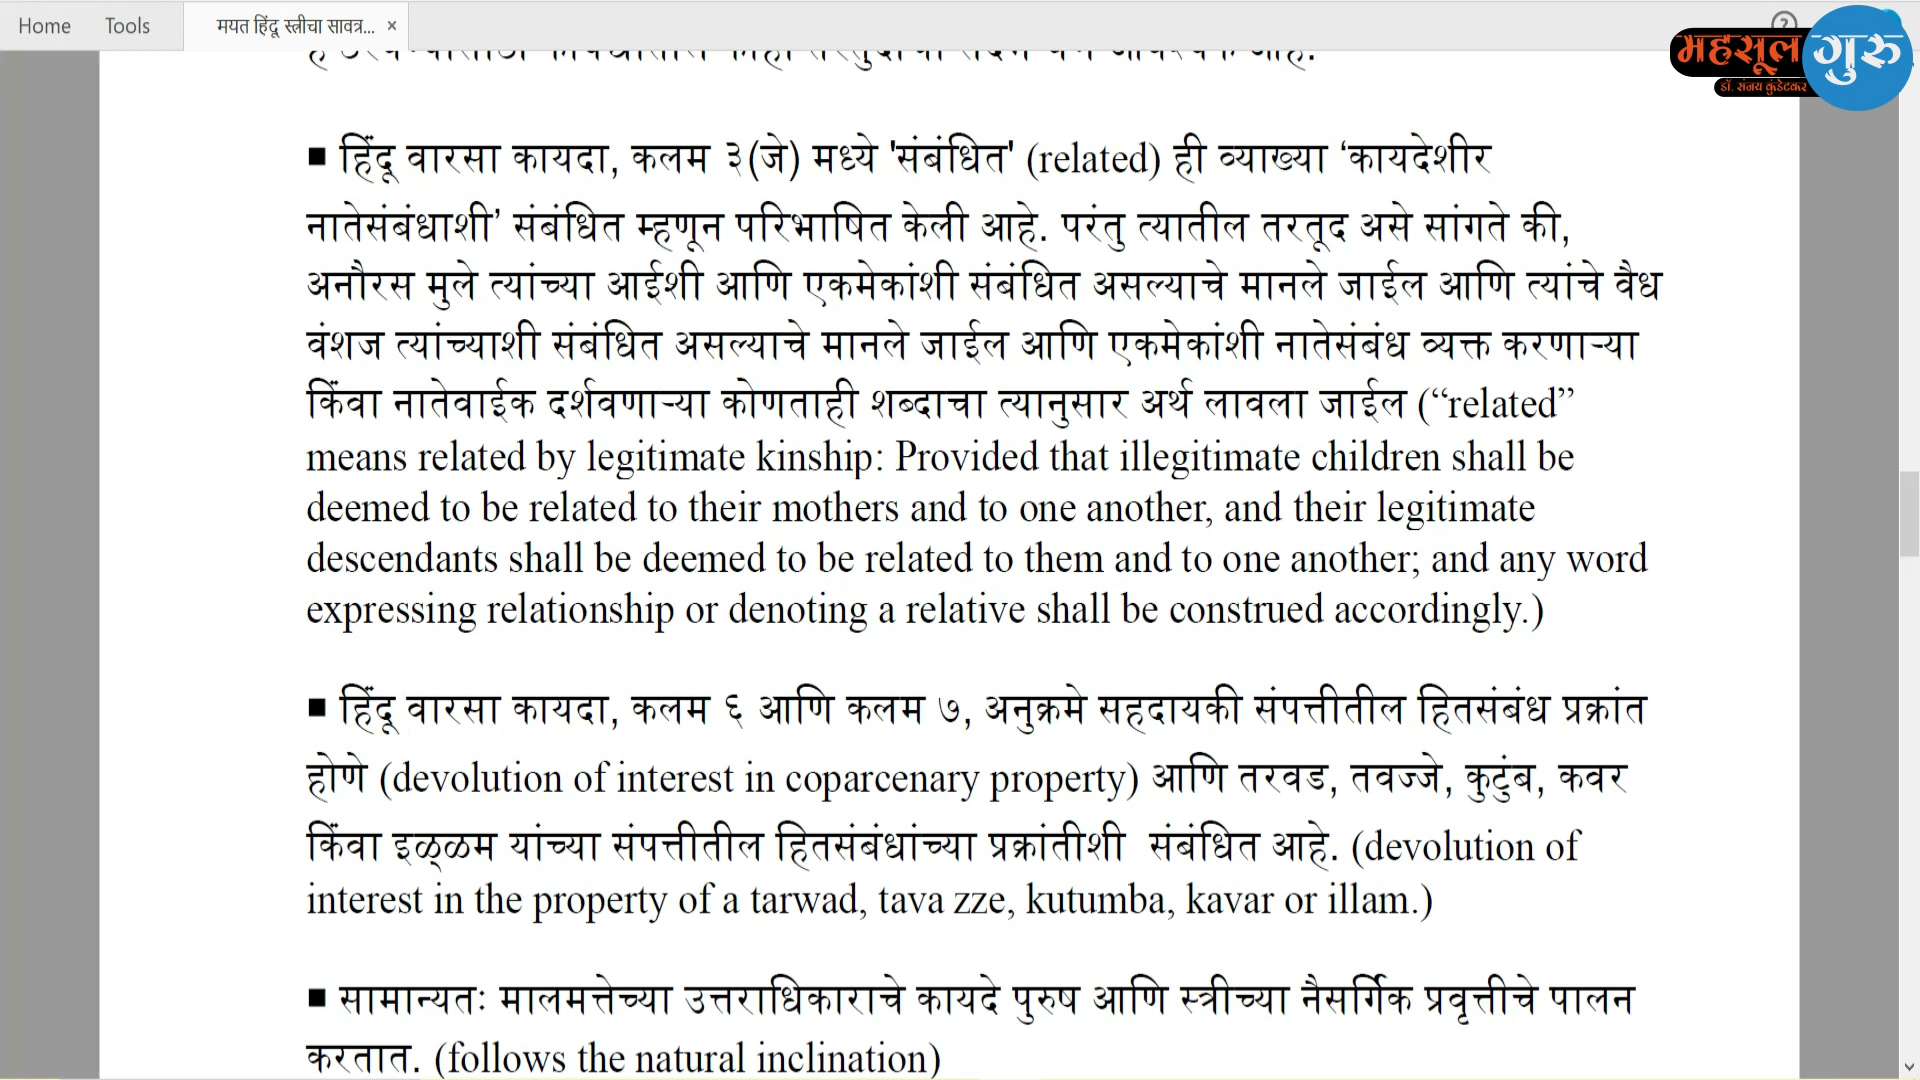 Home Tools मयत हिंदू स्त्रीचा सावत्र... ×
?
महसूल गुरु
डॉ. संजय कुंडेटकर
■ हिंदू वारसा कायदा, कलम ३(जे) मध्ये 'संबंधित' (related) ही व्याख्या ‘कायदेशीर
नातेसंबंधाशी’ संबंधित म्हणून परिभाषित केली आहे. परंतु त्यातील तरतूद असे सांगते की,
अनौरस मुले त्यांच्या आईशी आणि एकमेकांशी संबंधित असल्याचे मानले जाईल आणि त्यांचे वैध
वंशज त्यांच्याशी संबंधित असल्याचे मानले जाईल आणि एकमेकांशी नातेसंबंध व्यक्त करणाऱ्या
किंवा नातेवाईक दर्शवणाऱ्या कोणताही शब्दाचा त्यानुसार अर्थ लावला जाईल (“related”
means related by legitimate kinship: Provided that illegitimate children shall be
deemed to be related to their mothers and to one another, and their legitimate
descendants shall be deemed to be related to them and to one another; and any word
expressing relationship or denoting a relative shall be construed accordingly.)
■ हिंदू वारसा कायदा, कलम ६ आणि कलम ७, अनुक्रमे सहदायकी संपत्तीतील हितसंबंध प्रक्रांत
होणे (devolution of interest in coparcenary property) आणि तरवड, तवज्जे, कुटुंब, कवर
किंवा इळ्ळम यांच्या संपत्तीतील हितसंबंधांच्या प्रक्रांतीशी संबंधित आहे. (devolution of
interest in the property of a tarwad, tava zze, kutumba, kavar or illam.)
■ सामान्यतः मालमत्तेच्या उत्तराधिकाराचे कायदे पुरुष आणि स्त्रीच्या नैसर्गिक प्रवृत्तीचे पालन
करतात. (follows the natural inclination)